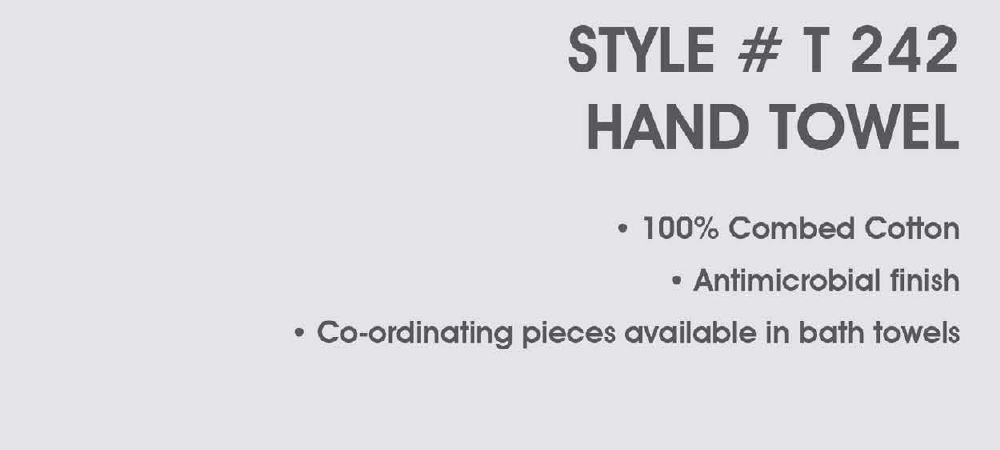 STYLE # T 242
HAND TOWEL
• 100% Combed Cotton
• Antimicrobial finish
• Co-ordinating pieces available in bath towels